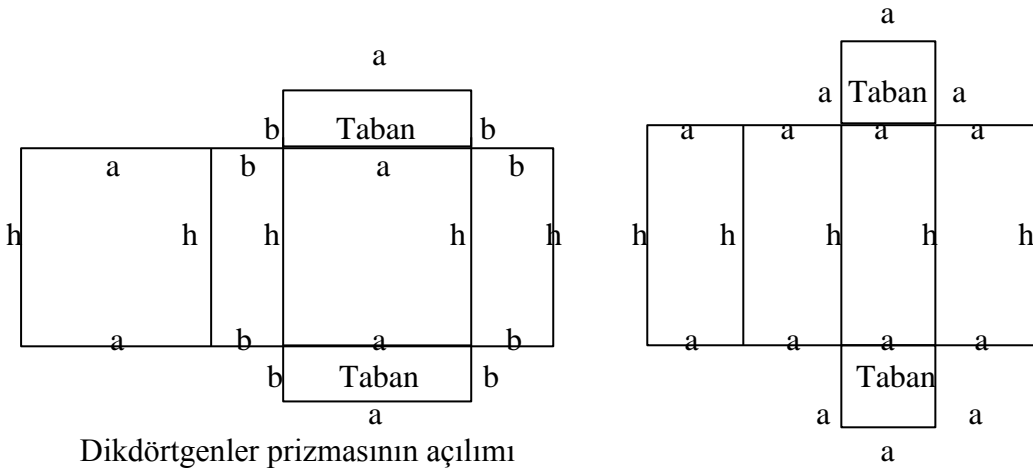 a
b Taban b
a b a b
h h h h h
a b a b
b Taban b
a
Dikdörtgenler prizmasının açılımı
a
a Taban a
a a a a
h h h h h
a a a a
Taban
a a
a